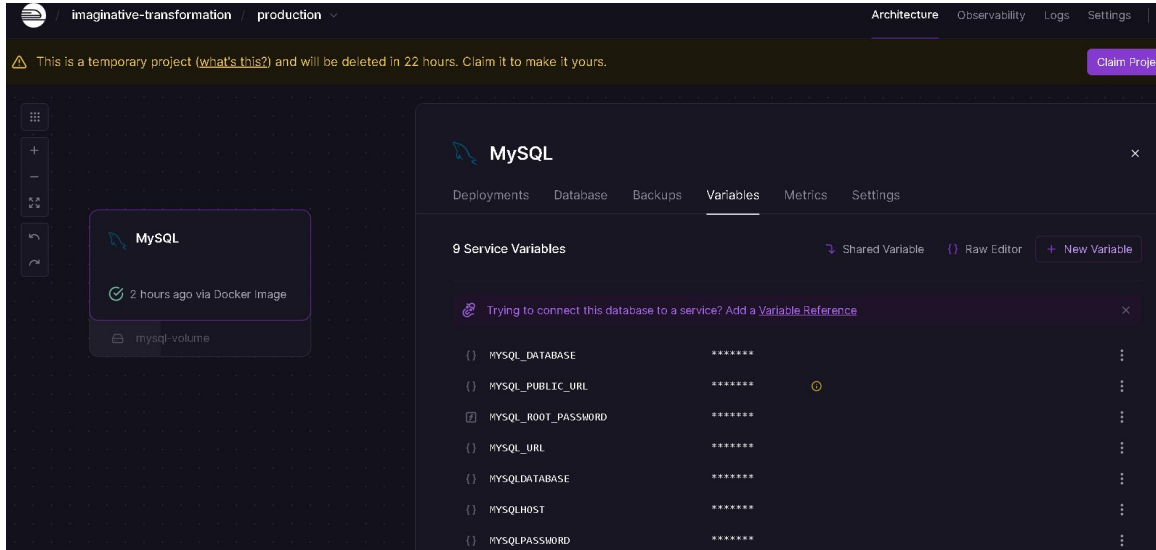 / imaginative-transformation / production
Architecture Observability Logs Settings
This is a temporary project (what's this?) and will be deleted in 22 hours. Claim it to make it yours.
Claim Proje
MySQL
2 hours ago via Docker Image
mysql-volume
MySQL
Deployments Database Backups Variables Metrics Settings
9 Service Variables
Shared Variable {} Raw Editor + New Variable
Trying to connect this database to a service? Add a Variable Reference
{} MYSQL_DATABASE *******
{} MYSQL_PUBLIC_URL *******
MYSQL_ROOT_PASSWORD *******
{} MYSQL_URL *******
{} MYSQLDATABASE *******
{} MYSQLHOST *******
{} MYSQLPASSWORD *******